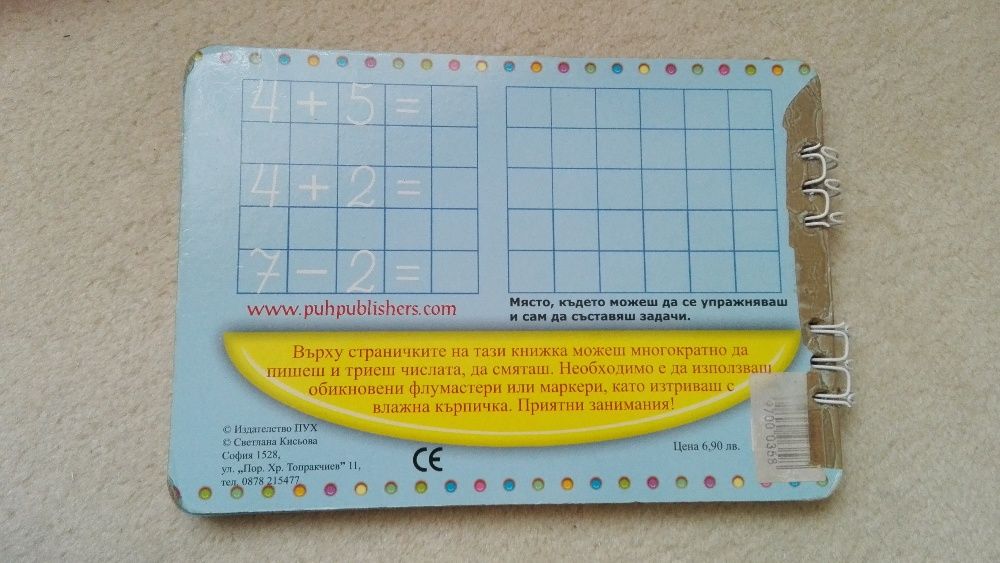 4 + 5 =
4 + 2 =
7 - 2 =
www.puhpublishers.com
Място, където можеш да се упражняваш
и сам да съставяш задачи.
Върху страничките на тази книжка можеш многократно да
пишеш и триеш числата, да смяташ. Необходимо е да използваш
обикновени флумастери или маркери, като изтриваш с
влажна кърпичка. Приятни занимания!
© Издателство ПУХ
© Светлана Кисьова
София 1528,
ул. „Пор. Хр. Топракчиев” 11,
тел. 0878 215477
CE
Цена 6,90 лв.